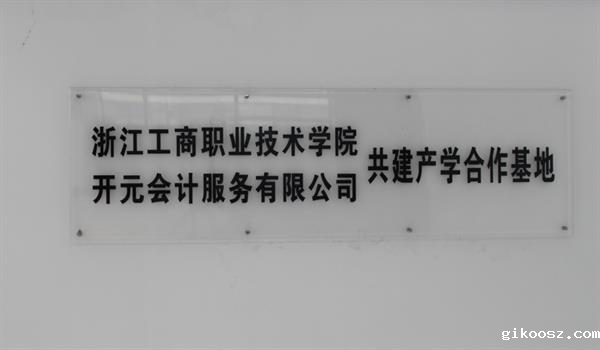 浙江工商职业技术学院
开元会计服务有限公司
共建产学合作基地
gikoosz.com